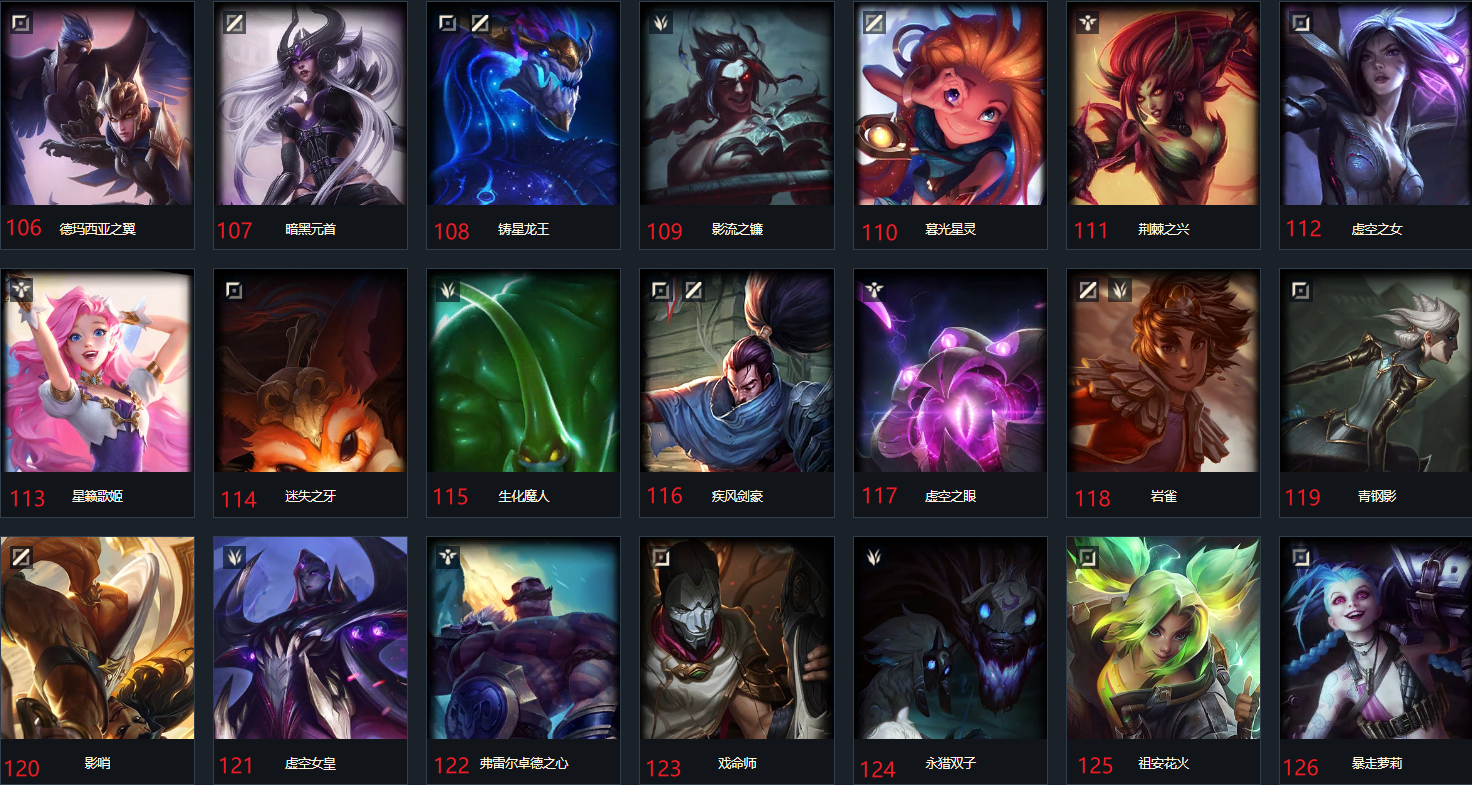 106 德玛西亚之翼
107 暗黑元首
108 铸星龙王
109 影流之镰
110 暮光星灵
111 荆棘之兴
112 虚空之女
113 星籁歌姬
114 迷失之牙
115 生化魔人
116 疾风剑豪
117 虚空之眼
118 岩雀
119 青钢影
120 影哨
121 虚空女皇
122 弗雷尔卓德之心
123 戏命师
124 永猎双子
125 祖安花火
126 暴走萝莉